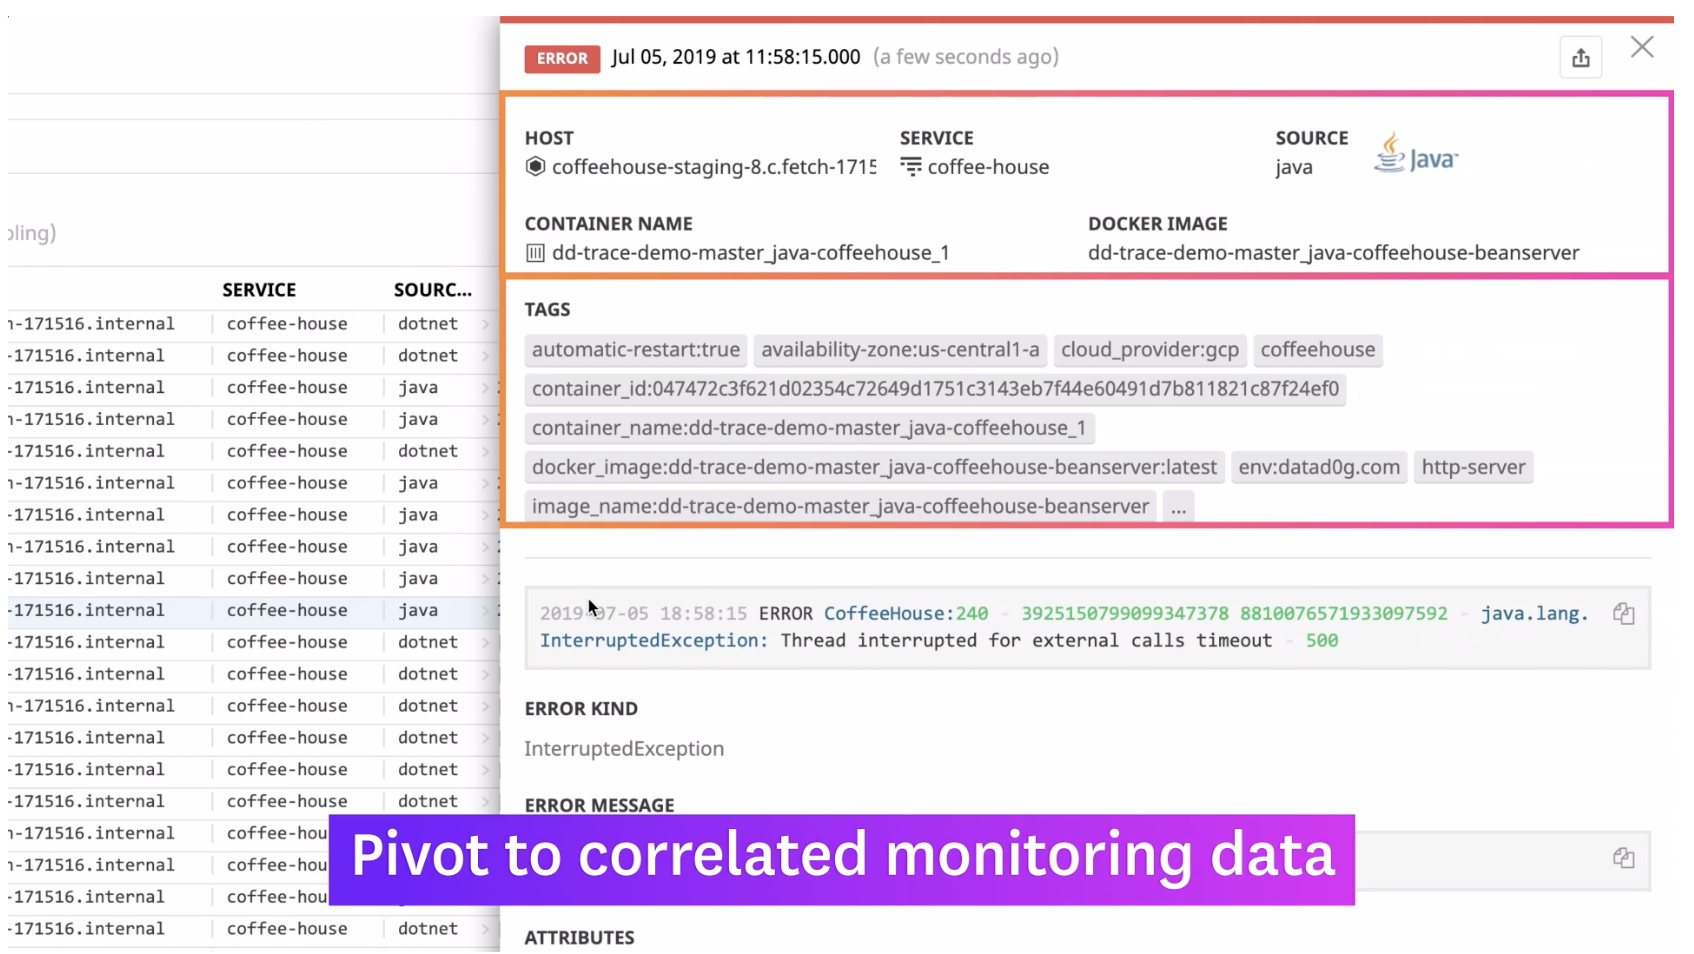 ERROR Jul 05, 2019 at 11:58:15.000 (a few seconds ago)
HOST SERVICE SOURCE
coffeehouse-staging-8.c.fetch-1715 coffee-house java Java
CONTAINER NAME DOCKER IMAGE
dd-trace-demo-master_java-coffeehouse_1 dd-trace-demo-master_java-coffeehouse-beanserver
TAGS
automatic-restart:true availability-zone:us-central1-a cloud_provider:gcp coffeehouse
container_id:047472c3f621d02354c72649d1751c3143eb7f44e60491d7b811821c87f24ef0
container_name:dd-trace-demo-master_java-coffeehouse_1
docker_image:dd-trace-demo-master_java-coffeehouse-beanserver:latest env:datad0g.com http-server
image_name:dd-trace-demo-master_java-coffeehouse-beanserver ...
2019-07-05 18:58:15 ERROR CoffeeHouse:240 - 3925150799099347378 8810076571933097592 - java.lang.
InterruptedException: Thread interrupted for external calls timeout - 500
ERROR KIND
InterruptedException
ERROR MESSAGE
Pivot to correlated monitoring data
ATTRIBUTES
pling)
SERVICE SOURC...
n-171516.internal coffee-house dotnet
-171516.internal coffee-house dotnet
-171516.internal coffee-house java
n-171516.internal coffee-house java
-171516.internal coffee-house dotnet
n-171516.internal coffee-house java
-171516.internal coffee-house java
n-171516.internal coffee-house java
-171516.internal coffee-house java
-171516.internal coffee-house java
-171516.internal coffee-house dotnet
-171516.internal coffee-house dotnet
n-171516.internal coffee-house dotnet
-171516.internal coffee-house dotnet
-171516.internal coffee-house dotnet
-171516.internal coffee-house dotnet
n-171516.internal coffee-hou
n-171516.internal coffee-hou
-171516.internal coffee-hou
-171516.internal coffee-house dotnet